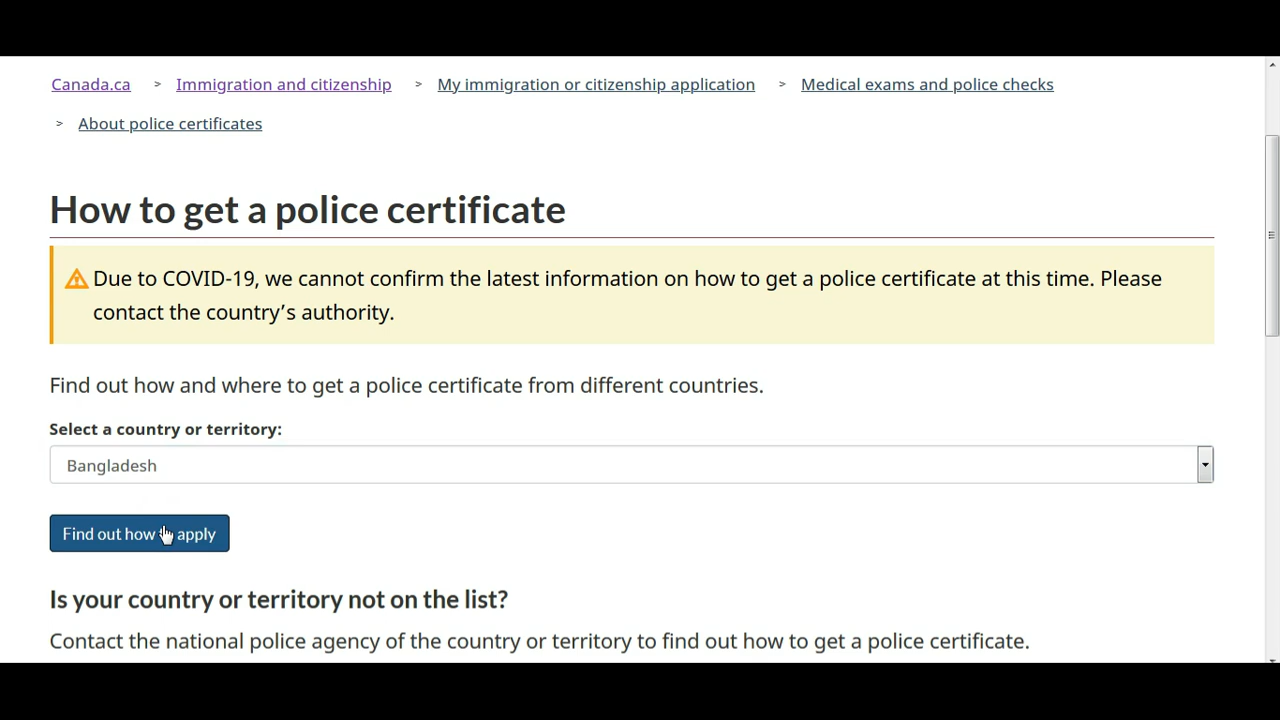 Canada.ca > Immigration and citizenship > My immigration or citizenship application > Medical exams and police checks
> About police certificates
How to get a police certificate
Due to COVID-19, we cannot confirm the latest information on how to get a police certificate at this time. Please
contact the country’s authority.
Find out how and where to get a police certificate from different countries.
Select a country or territory:
Bangladesh
Find out how apply
Is your country or territory not on the list?
Contact the national police agency of the country or territory to find out how to get a police certificate.